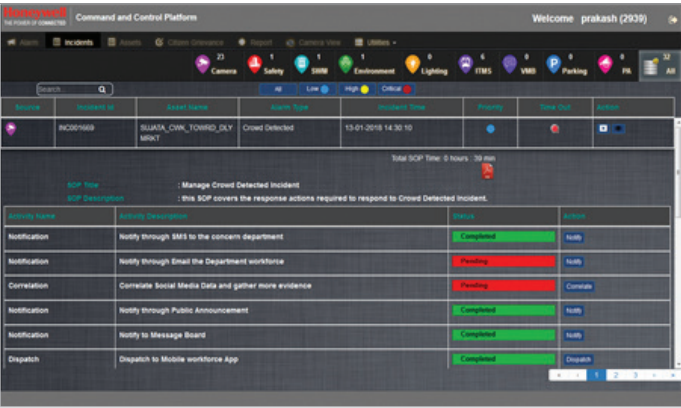 Honeywell
THE POWER OF CONNECTED
Command and Control Platform
Welcome prakash (2939)
Alarm Incidents Assets Citizen Grievance Report Camera View Utilities
23 Camera
1 Safety
1 SWM
1 Environment
0 Lighting
6 ITMS
0 VMB
0 Parking
0 PA
32 All
Search..
All Low High Critical
Source Incident Id Asset Name Alarm Type Incident Time Priority Time Out Action
INC001669 SUJATA_CWK_TOWRD_DLY Crowd Detected 13-01-2018 14:30:10
MRKT
Total SOP Time: 0 hours : 39 min
SOP Title : Manage Crowd Detected Incident
SOP Description : this SOP covers the response actions required to respond to Crowd Detected Incident.
Activity Name Activity Description Status Action
Notification Notify through SMS to the concern department Completed Notify
Notification Notify through Email the Department workforce Pending Notify
Correlation Correlate Social Media Data and gather more evidence Pending Correlate
Notification Notify through Public Announcement Completed Notify
Notification Notify to Message Board Completed Notify
Dispatch Dispatch to Mobile workforce App Completed Dispatch
« ‹ 1 2 3 › »